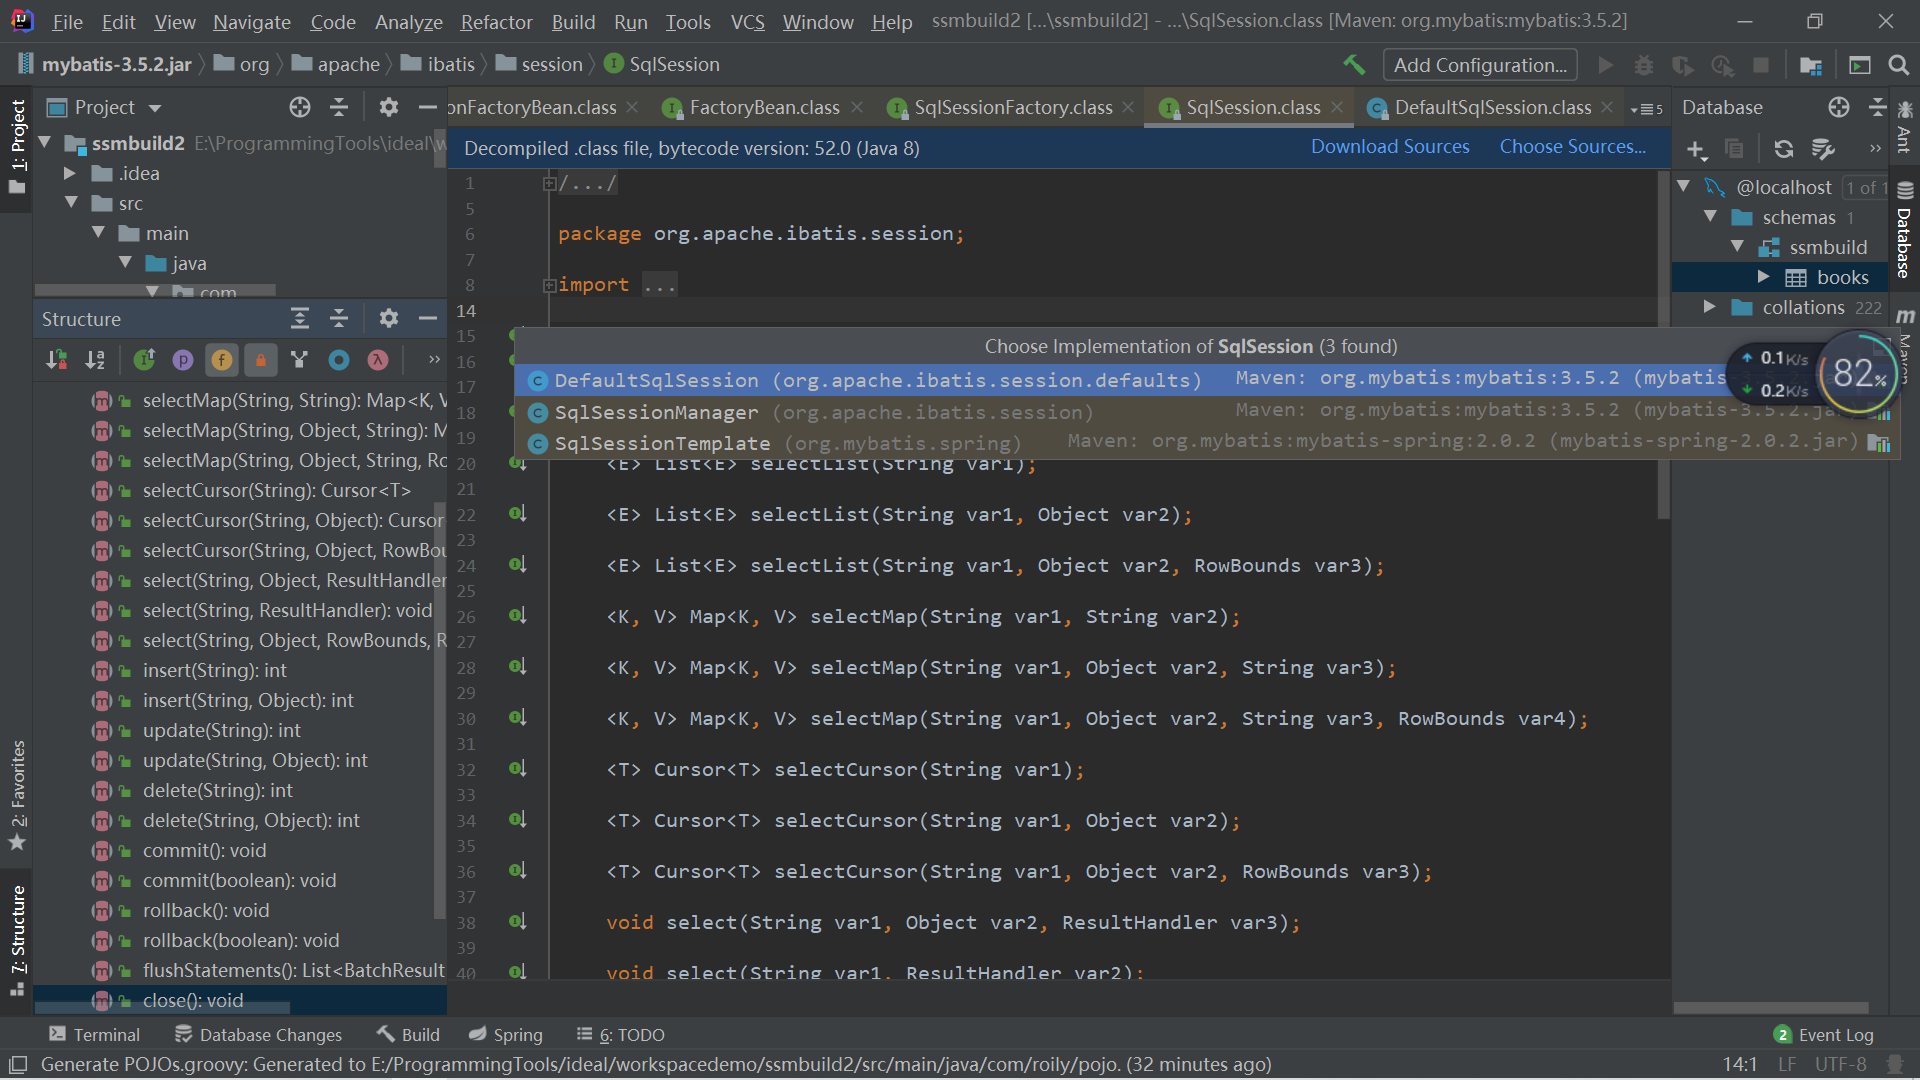 File Edit View Navigate Code Analyze Refactor Build Run Tools VCS Window Help ssmbuild2 [...\ssmbuild2] - ...\SqlSession.class [Maven: org.mybatis:mybatis:3.5.2]
mybatis-3.5.2.jar org apache ibatis session SqlSession Add Configuration...
1: Project
Project
onFactoryBean.class FactoryBean.class SqlSessionFactory.class SqlSession.class DefaultSqlSession.class 5
Database
Decompiled .class file, bytecode version: 52.0 (Java 8) Download Sources Choose Sources...
ssmbuild2 E:\ProgrammingTools\ideal\w
.idea
src
main
java
com
Structure
selectMap(String, String): Map<K, V
selectMap(String, Object, String): M
selectMap(String, Object, String, Ro
selectCursor(String): Cursor<T>
selectCursor(String, Object): Cursor
selectCursor(String, Object, RowBou
select(String, Object, ResultHandler
select(String, ResultHandler): void
select(String, Object, RowBounds, R
insert(String): int
insert(String, Object): int
update(String): int
update(String, Object): int
delete(String): int
delete(String, Object): int
commit(): void
commit(boolean): void
rollback(): void
rollback(boolean): void
flushStatements(): List<BatchResult
close(): void
2: Favorites
7: Structure
1 /.../
5
6 package org.apache.ibatis.session;
7
8 import ...
14
15
16
17
18
19
Choose Implementation of SqlSession (3 found)
DefaultSqlSession (org.apache.ibatis.session.defaults) Maven: org.mybatis:mybatis:3.5.2 (mybatis-
SqlSessionManager (org.apache.ibatis.session) Maven: org.mybatis:mybatis:3.5.2 (mybatis-3.5.2.jar)
SqlSessionTemplate (org.mybatis.spring) Maven: org.mybatis:mybatis-spring:2.0.2 (mybatis-spring-2.0.2.jar)
20 <E> List<E> selectList(String var1);
21
22 <E> List<E> selectList(String var1, Object var2);
23
24 <E> List<E> selectList(String var1, Object var2, RowBounds var3);
25
26 <K, V> Map<K, V> selectMap(String var1, String var2);
27
28 <K, V> Map<K, V> selectMap(String var1, Object var2, String var3);
29
30 <K, V> Map<K, V> selectMap(String var1, Object var2, String var3, RowBounds var4);
31
32 <T> Cursor<T> selectCursor(String var1);
33
34 <T> Cursor<T> selectCursor(String var1, Object var2);
35
36 <T> Cursor<T> selectCursor(String var1, Object var2, RowBounds var3);
37
38 void select(String var1, Object var2, ResultHandler var3);
39
40 void select(String var1, ResultHandler var2);
@localhost 1 of 1
schemas 1
ssmbuild
books
collations 222
0.1K/s
0.2K/s
82%
Ant
Database
Maven
Terminal Database Changes Build Spring 6: TODO 2 Event Log
Generate POJOs.groovy: Generated to E:/ProgrammingTools/ideal/workspacedemo/ssmbuild2/src/main/java/com/roily/pojo. (32 minutes ago) 14:1 LF UTF-8